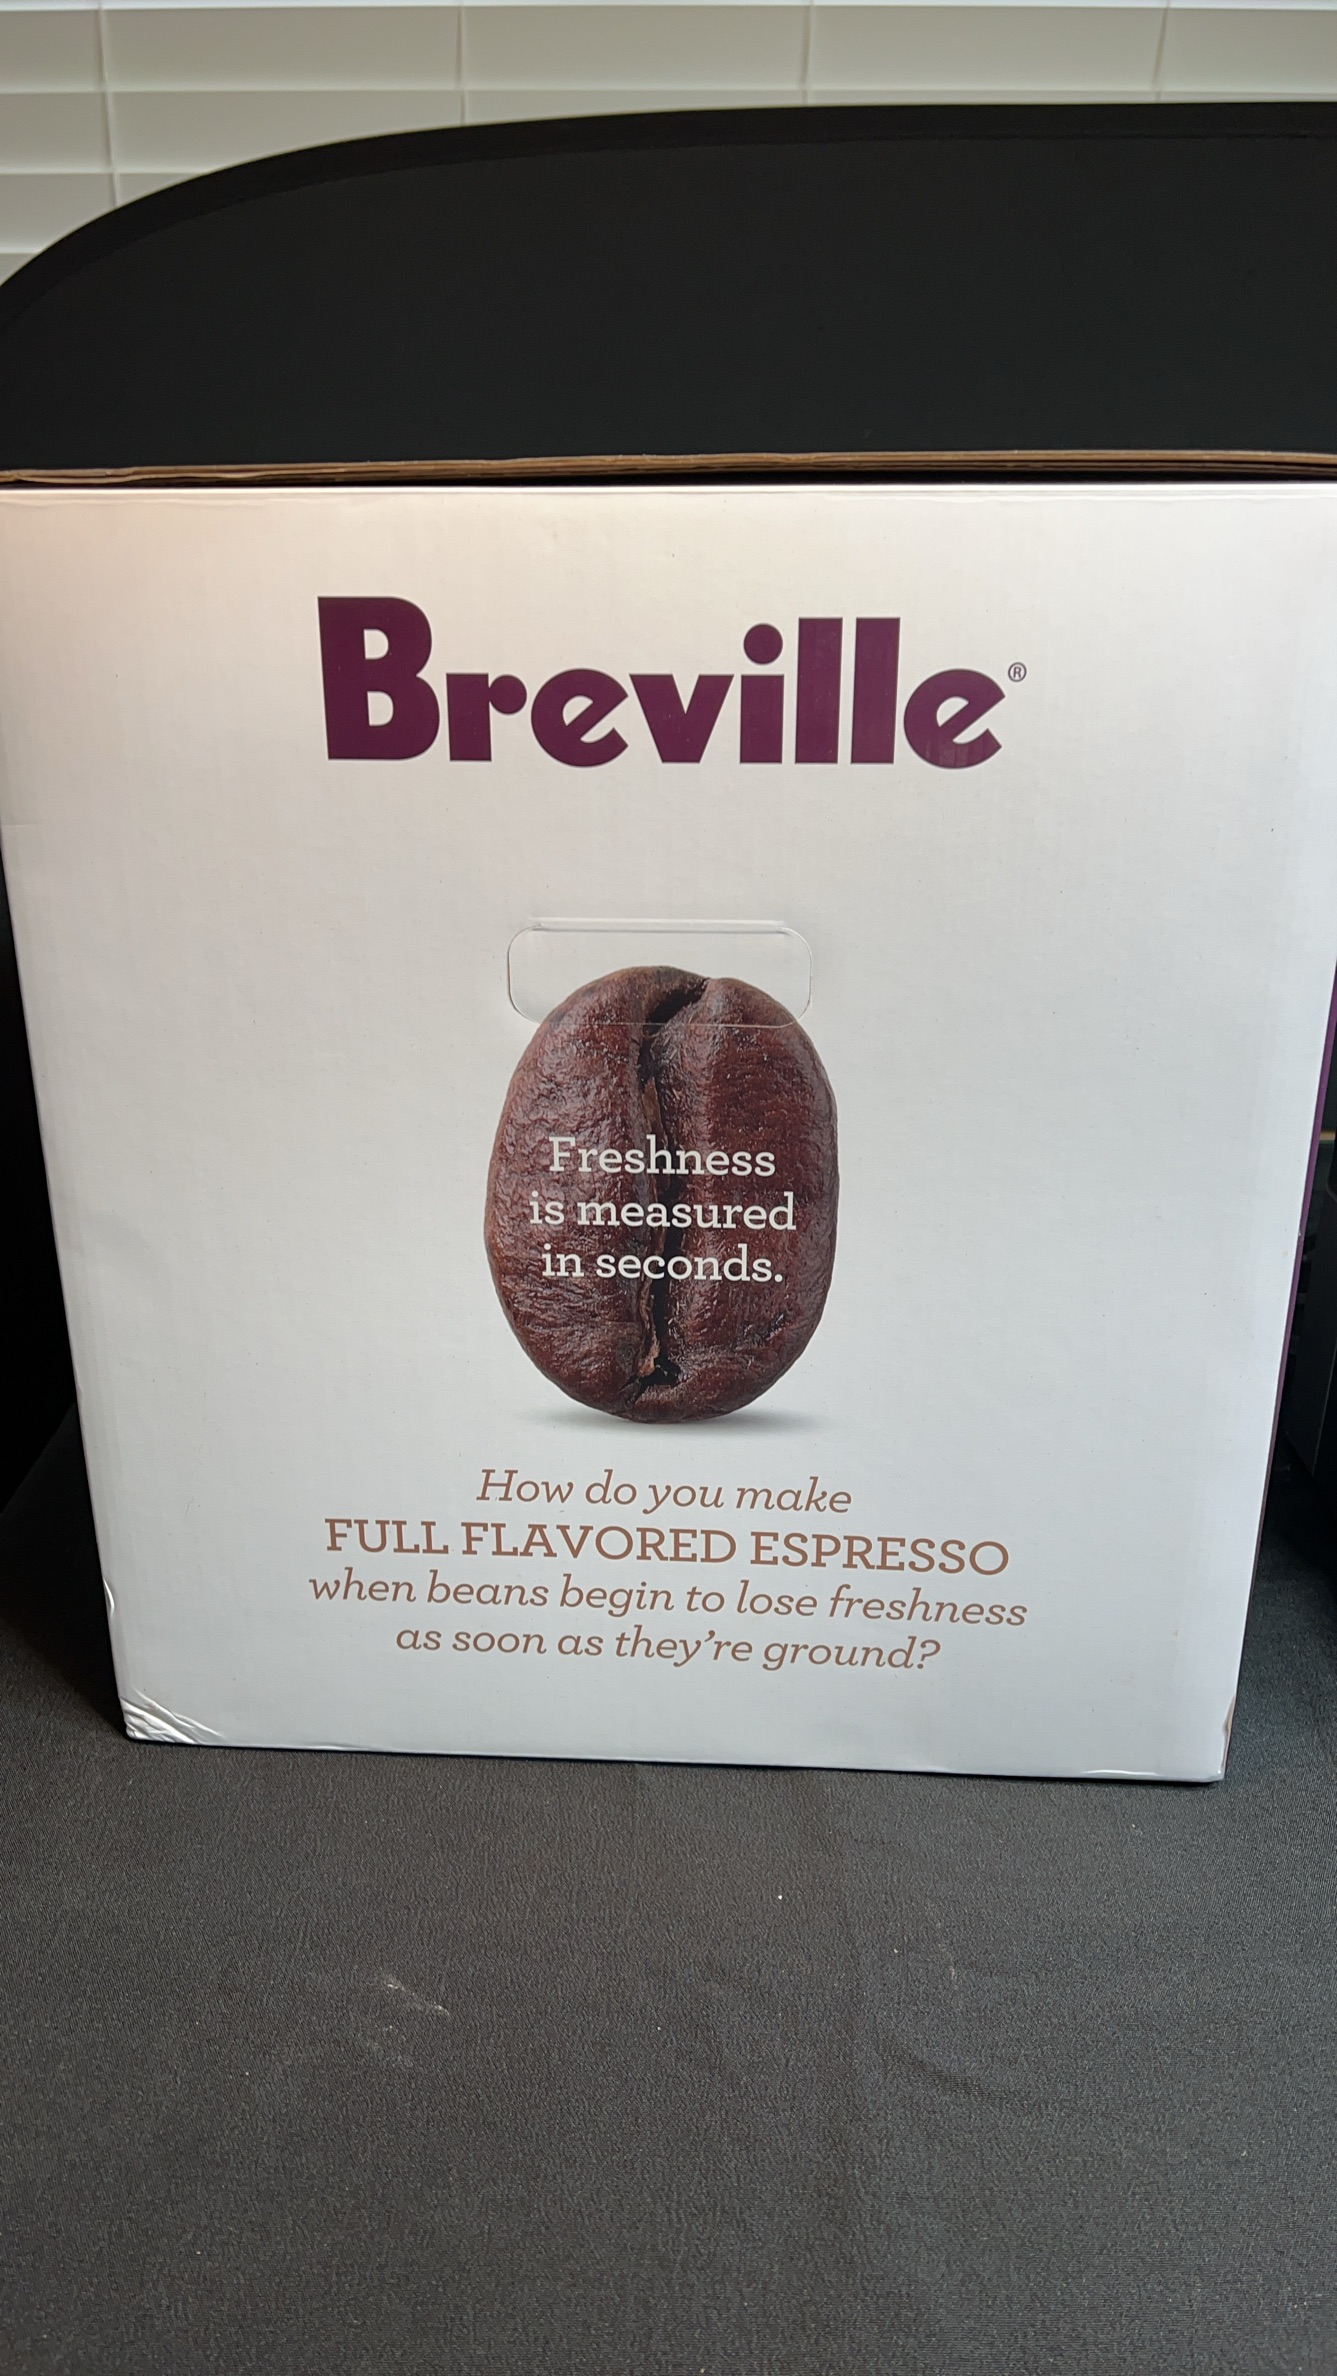 Breville®
Freshness
is measured
in seconds.
How do you make
FULL FLAVORED ESPRESSO
when beans begin to lose freshness
as soon as they're ground?